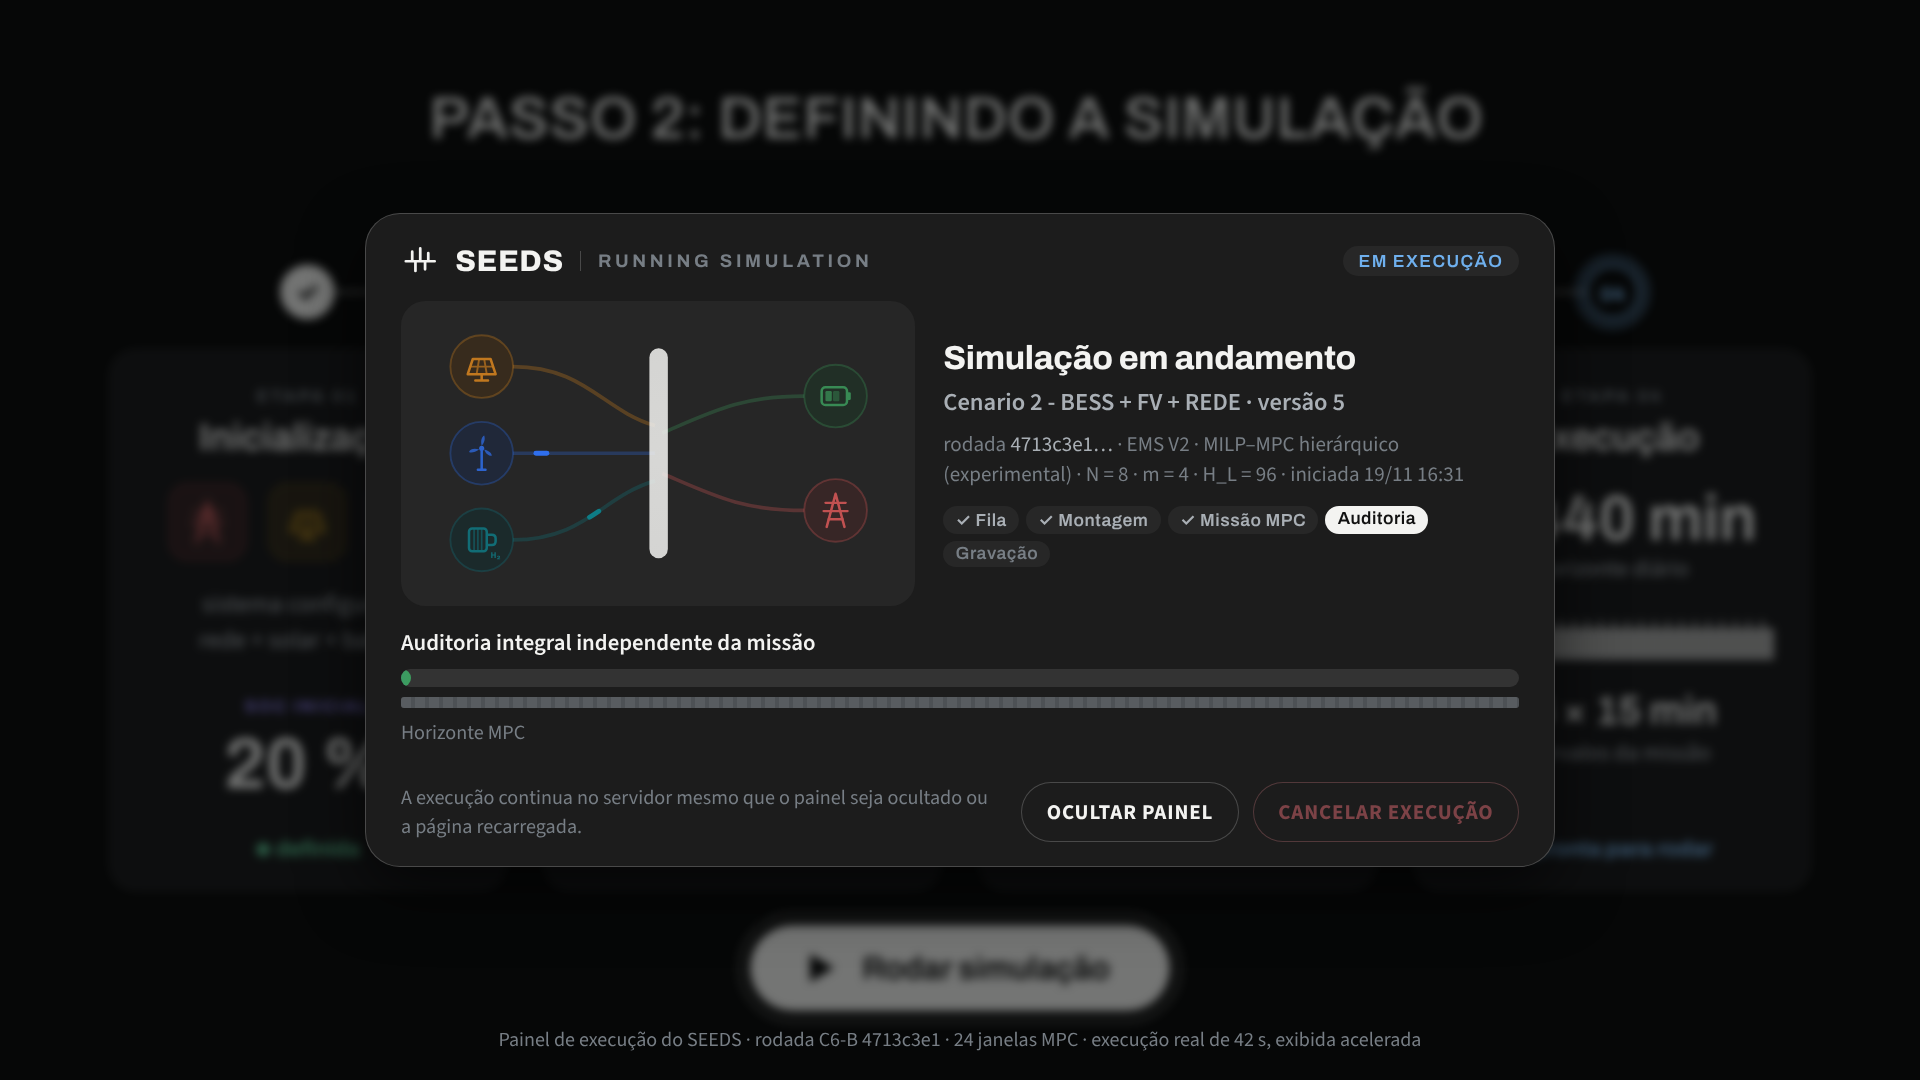 PASSO 2: DEFININDO A SIMULAÇÃO
SEEDS
RUNNING SIMULATION
EM EXECUÇÃO
Simulação em andamento
Cenario 2 - BESS + FV + REDE · versão 5
rodada 4713c3e1… · EMS V2 · MILP–MPC hierárquico
(experimental) · N = 8 · m = 4 · H_L = 96 · iniciada 19/11 16:31
Fila
Montagem
Missão MPC
Auditoria
Gravação
H₂
Auditoria integral independente da missão
Horizonte MPC
A execução continua no servidor mesmo que o painel seja ocultado ou
a página recarregada.
OCULTAR PAINEL
CANCELAR EXECUÇÃO
20 %
× 15 min
definido
Rodar simulação
Painel de execução do SEEDS · rodada C6-B 4713c3e1 · 24 janelas MPC · execução real de 42 s, exibida acelerada